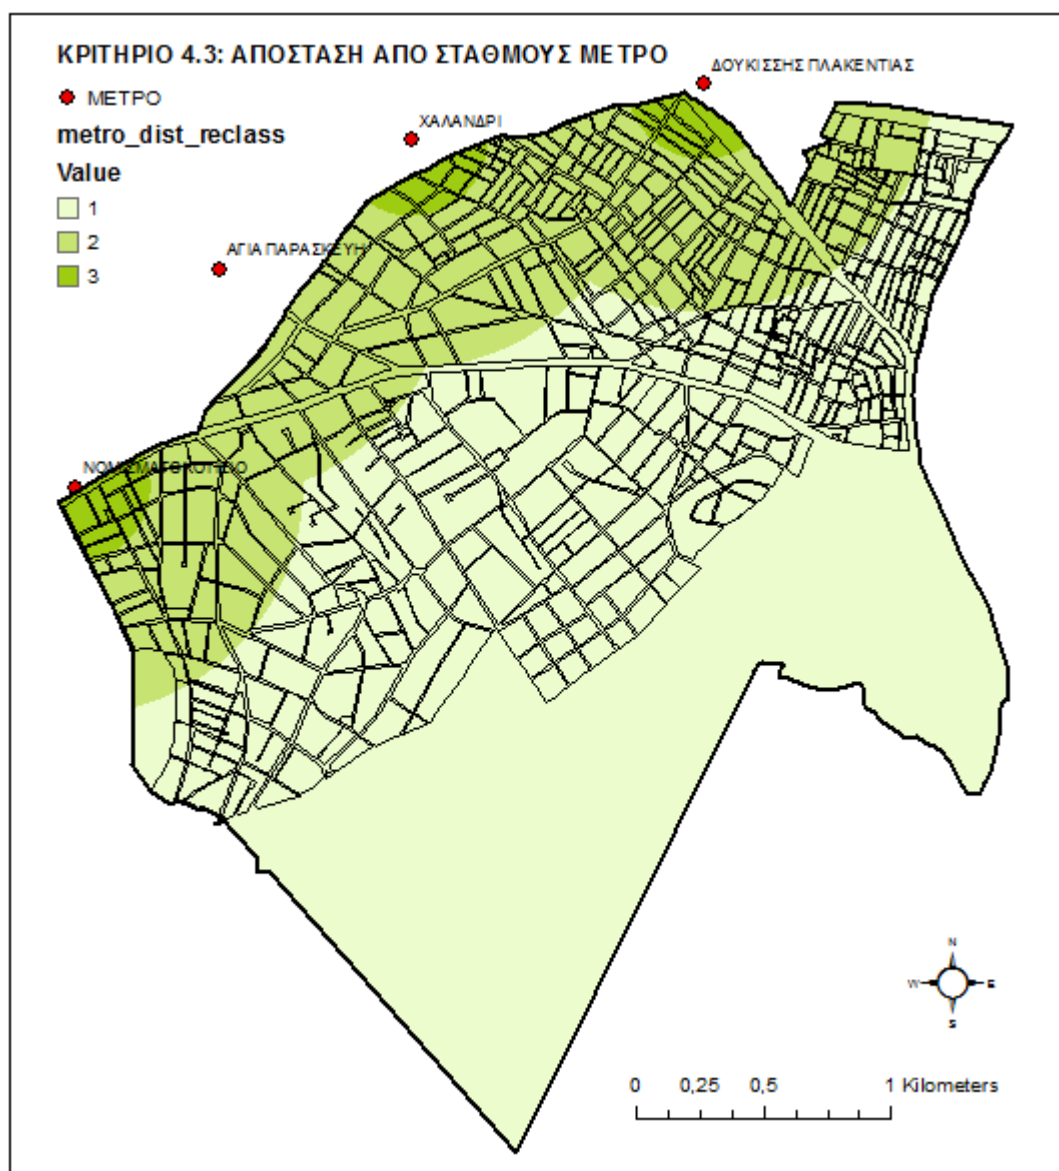 ΚΡΙΤΗΡΙΟ 4.3: ΑΠΟΣΤΑΣΗ ΑΠΟ ΣΤΑΘΜΟΥΣ ΜΕΤΡΟ
ΔΟΥΚΙΣΣΗΣ ΠΛΑΚΕΝΤΙΑΣ
ΜΕΤΡΟ
ΧΑΛΑΝΔΡΙ
metro_dist_reclass
Value
1
2
3
ΑΓΙΑ ΠΑΡΑΣΚΕΥΗ
N
W
E
S
0 0,25 0,5 1 Kilometers